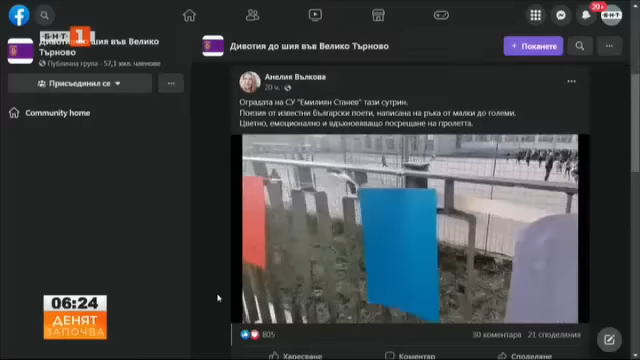 БНТ 1
20+
БНТ
Дивотия до шия във Велико
Търново
Публична група · 57,1 хил. членове
Присъединил се
Community home
Дивотия до шия във Велико Търново
+ Поканете
Анелия Вълкова
20 ч.
Оградата на СУ "Емилиян Станев" тази сутрин.
Поезия от известни български поети, написана на ръка от малки до големи.
Цветно, емоционално и вдъхновяващо посрещане на пролетта.
805
30 коментара 21 споделяния
Харесване Коментар Споделяне
06:24
ДЕНЯТ
ЗАПОЧВА